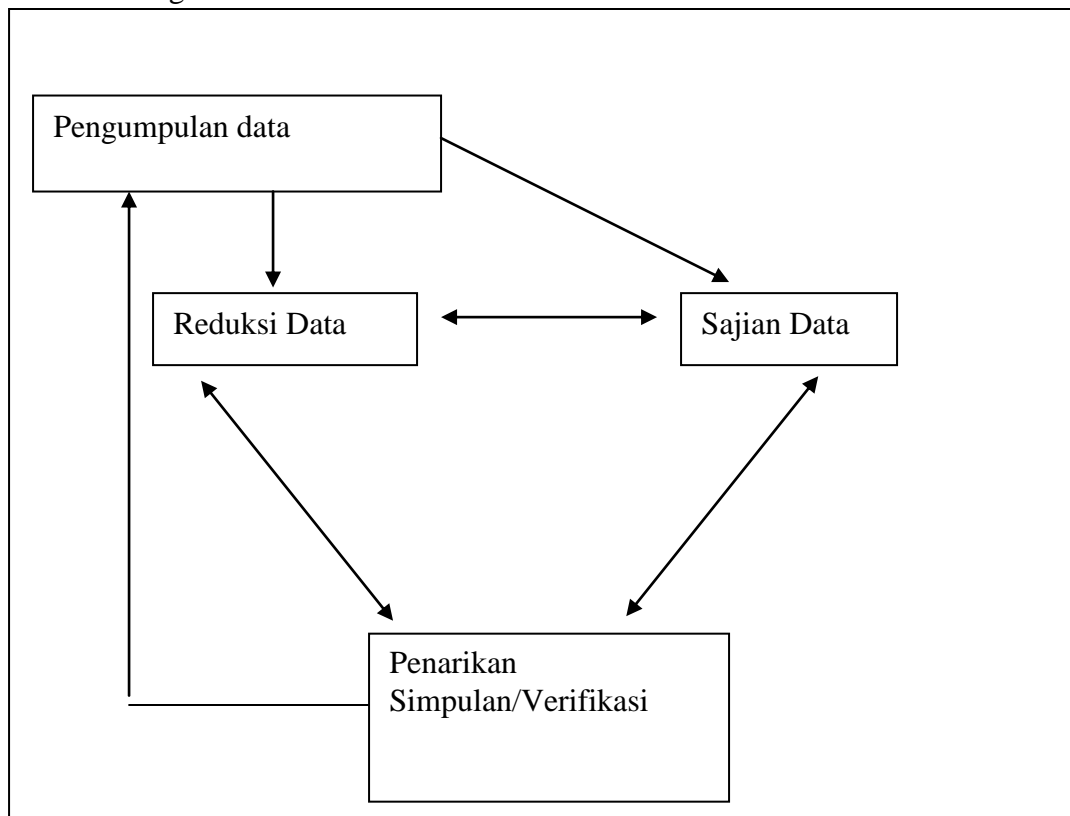 Pengumpulan data
Reduksi Data
Sajian Data
Penarikan
Simpulan/Verifikasi